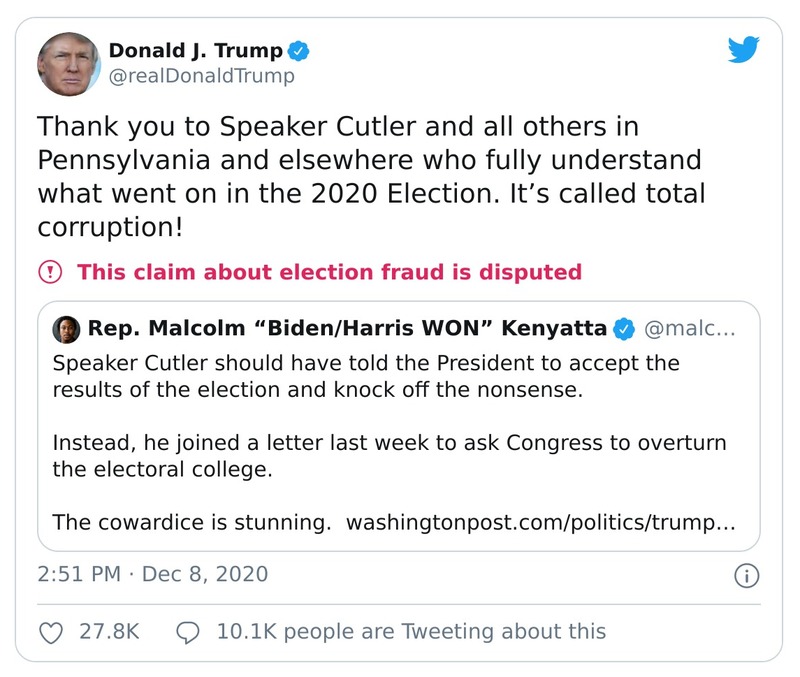 Donald J. Trump
@realDonaldTrump
Thank you to Speaker Cutler and all others in
Pennsylvania and elsewhere who fully understand
what went on in the 2020 Election. It’s called total
corruption!
This claim about election fraud is disputed
Rep. Malcolm “Biden/Harris WON” Kenyatta @malc…
Speaker Cutler should have told the President to accept the
results of the election and knock off the nonsense.
Instead, he joined a letter last week to ask Congress to overturn
the electoral college.
The cowardice is stunning. washingtonpost.com/politics/trump…
2:51 PM · Dec 8, 2020
27.8K 10.1K people are Tweeting about this